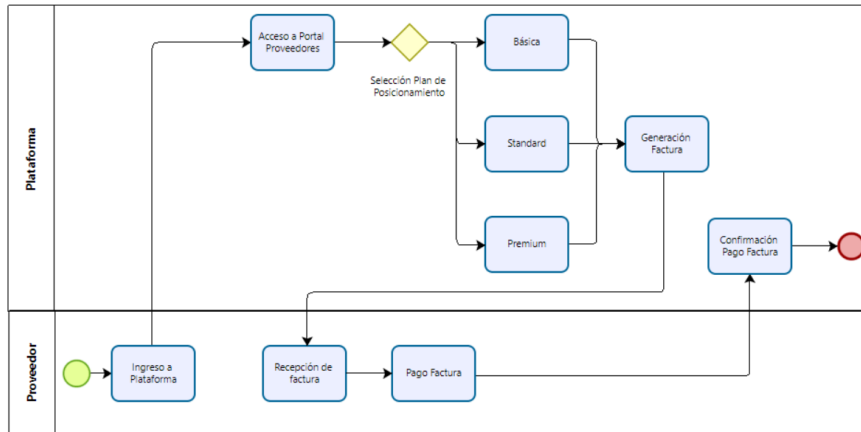 Plataforma
Acceso a Portal
Proveedores
Selección Plan de
Posicionamiento
Básica
Standard
Premium
Generación
Factura
Confirmación
Pago Factura
Proveedor
Ingreso a
Plataforma
Recepción de
factura
Pago Factura